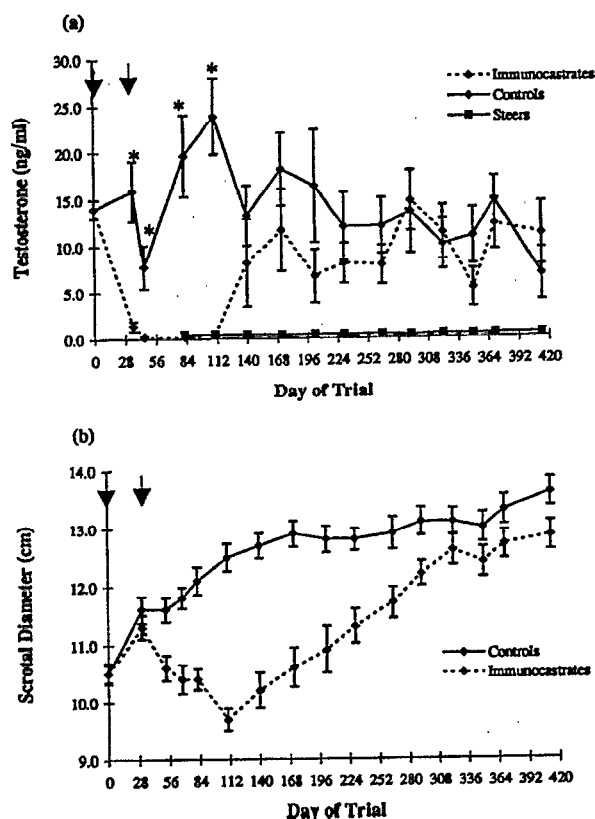 (a)
30.0
25.0
20.0
15.0
10.0
5.0
0.0
Testosterone (ng/ml)
* * * *
Immunocastrates
Controls
Steers
0 28 56 84 112 140 168 196 224 252 280 308 336 364 392 420
Day of Trial
(b)
14.0
13.0
12.0
11.0
10.0
9.0
Scrotal Diameter (cm)
Controls
Immunocastrates
0 28 56 84 112 140 168 196 224 252 280 308 336 364 392 420
Day of Trial